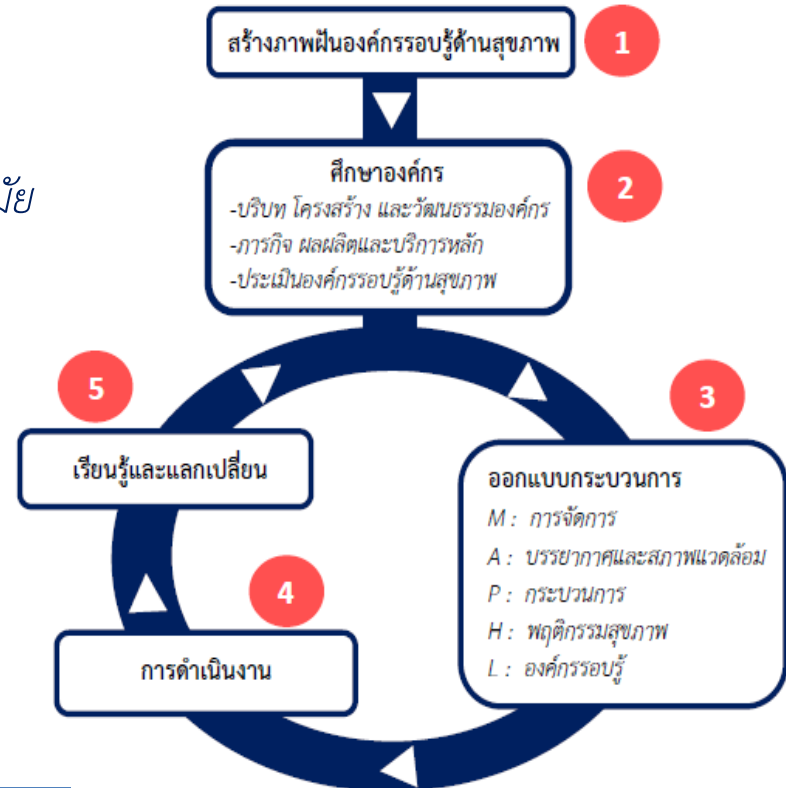 สร้างภาพฝันองค์กรรอบรู้ด้านสุขภาพ
1
ศึกษาองค์กร
-บริบท โครงสร้าง และวัฒนธรรมองค์กร
-ภารกิจ ผลผลิตและบริการหลัก
-ประเมินองค์กรรอบรู้ด้านสุขภาพ
2
3
ออกแบบกระบวนการ
M : การจัดการ
A : บรรยากาศและสภาพแวดล้อม
P : กระบวนการ
H : พฤติกรรมสุขภาพ
L : องค์กรรอบรู้
4
การดำเนินงาน
5
เรียนรู้และแลกเปลี่ยน